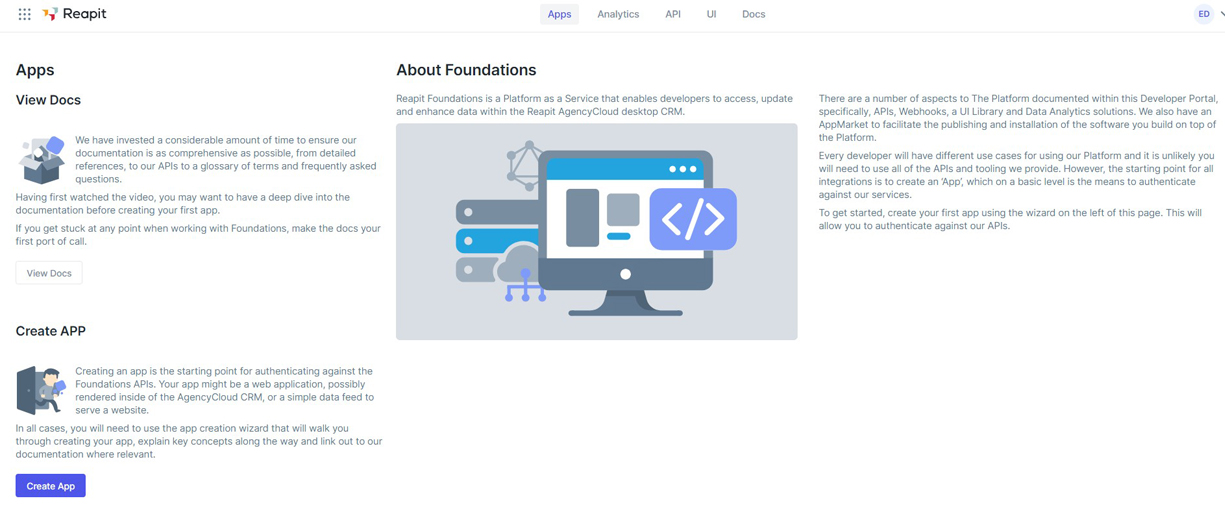 Reapit
Apps
Analytics
API
UI
Docs
ED
Apps
View Docs
We have invested a considerable amount of time to ensure our
documentation is as comprehensive as possible, from detailed
references, to our APIs to a glossary of terms and frequently asked
questions.
Having first watched the video, you may want to have a deep dive into the
documentation before creating your first app.
If you get stuck at any point when working with Foundations, make the docs your
first port of call.
View Docs
Create APP
Creating an app is the starting point for authenticating against the
Foundations APIs. Your app might be a web application, possibly
rendered inside of the AgencyCloud CRM, or a simple data feed to
serve a website.
In all cases, you will need to use the app creation wizard that will walk you
through creating your app, explain key concepts along the way and link out to our
documentation where relevant.
Create App
About Foundations
Reapit Foundations is a Platform as a Service that enables developers to access, update
and enhance data within the Reapit AgencyCloud desktop CRM.
</>
There are a number of aspects to The Platform documented within this Developer Portal,
specifically, APIs, Webhooks, a UI Library and Data Analytics solutions. We also have an
AppMarket to facilitate the publishing and installation of the software you build on top of
the Platform.
Every developer will have different use cases for using our Platform and it is unlikely you
will need to use all of the APIs and tooling we provide. However, the starting point for all
integrations is to create an 'App', which on a basic level is the means to authenticate
against our services.
To get started, create your first app using the wizard on the left of this page. This will
allow you to authenticate against our APIs.